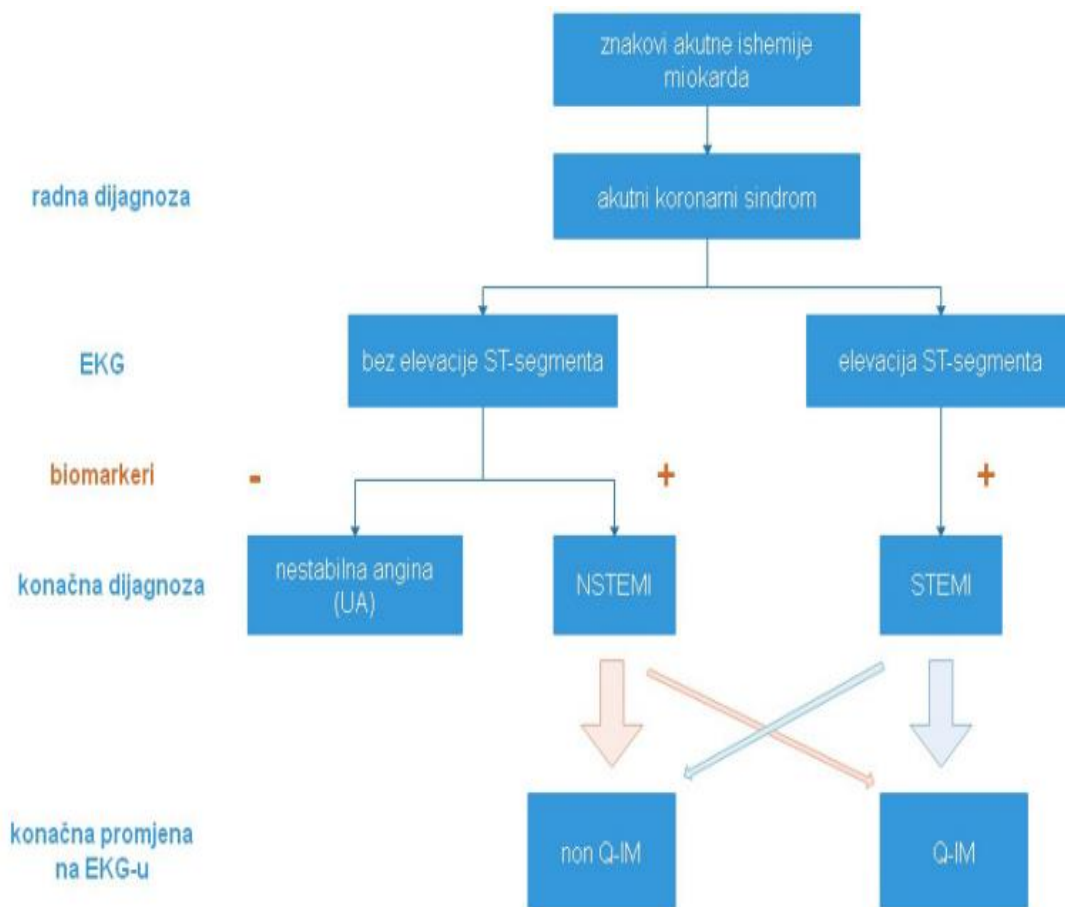 znakovi akutne ishemije
miokarda
radna dijagnoza
akutni koronarni sindrom
EKG
bez elevacije ST-segmenta
elevacija ST-segmenta
biomarkeri
-
+
+
konačna dijagnoza
nestabilna angina
(UA)
NSTEMI
STEMI
konačna promjena
na EKG-u
non Q-IM
Q-IM